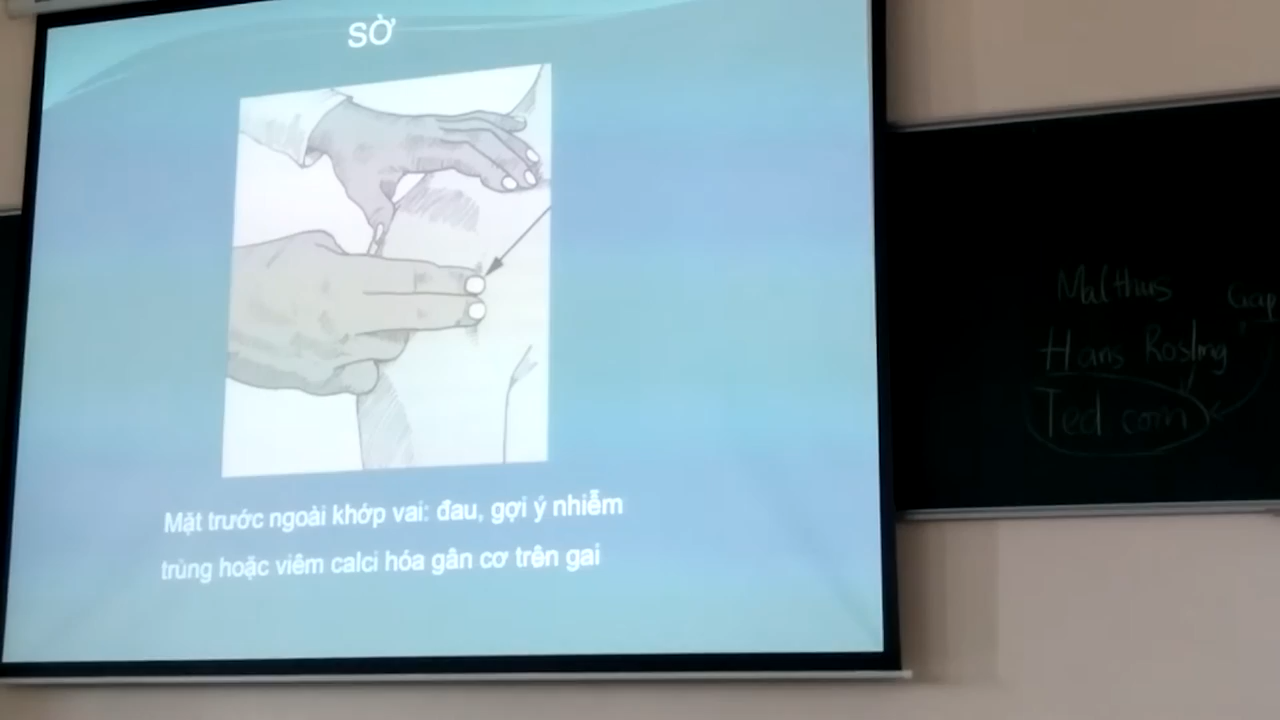 SỜ
Mặt trước ngoài khớp vai: đau, gợi ý nhiễm
trùng hoặc viêm calci hóa gân cơ trên gai
Malthus
Gap
Hans Rosling
Ted com